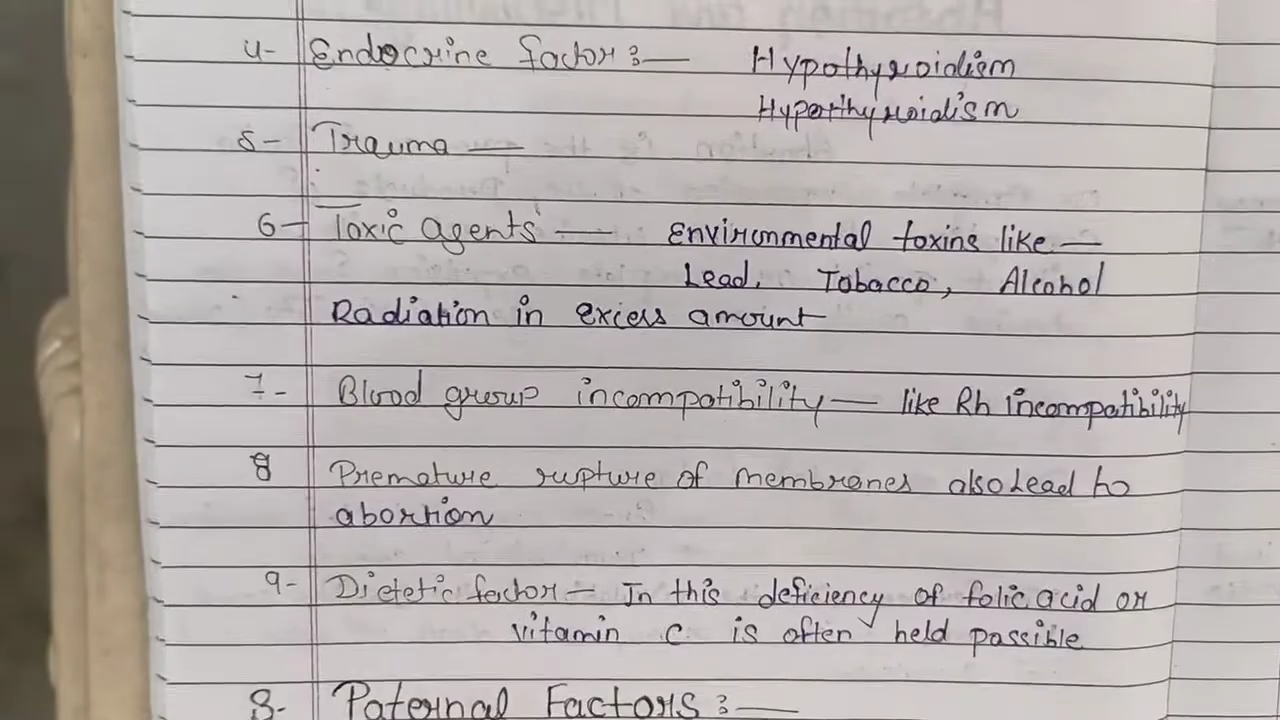 4- Endocrine factor :— Hypothyroidism
Hyperthyroidism
5- Trauma —
6- Toxic agents — Environmental toxins like —
Lead, Tobacco, Alcohol
Radiation in excess amount
7- Blood group incompatibility — like Rh incompatibility
8 Premature rupture of membranes also Lead to
abortion
9- Dietetic factor — In this deficiency of folic acid or
vitamin C is often held passible
8- Paternal Factors :—